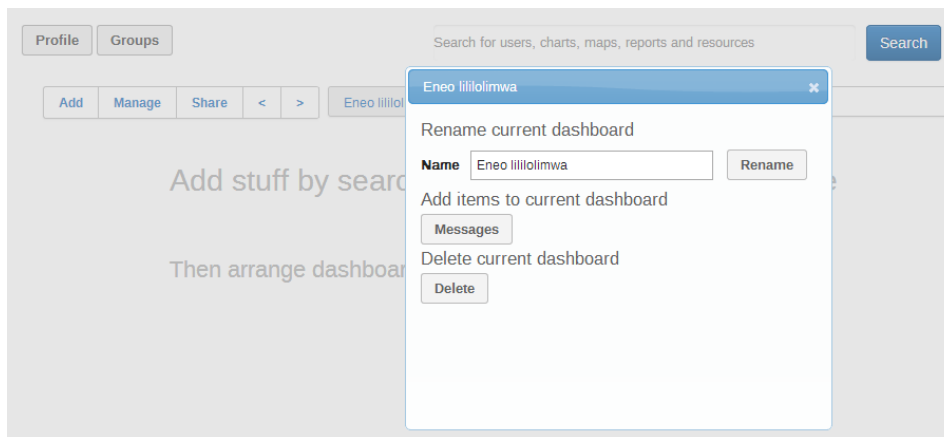 Profile Groups Search for users, charts, maps, reports and resources Search
Add Manage Share < > Eneo lililol
Eneo lililolimwa ×
Rename current dashboard
Name Eneo lililolimwa Rename
Add stuff by searc e
Add items to current dashboard
Messages
Delete current dashboard
Then arrange dashboar
Delete